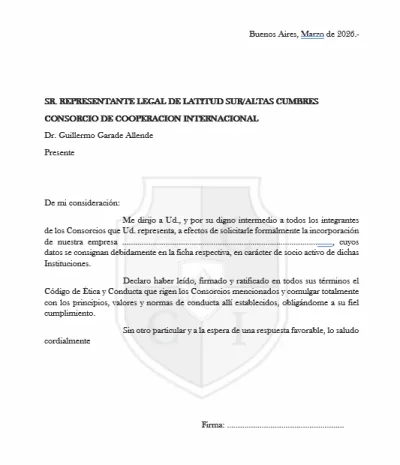 Buenos Aires, Marzo de 2026.-
SR. REPRESENTANTE LEGAL DE LATITUD SUR/ALTAS CUMBRES
CONSORCIO DE COOPERACION INTERNACIONAL
Dr. Guillermo Garade Allende
Presente
De mi consideración:
Me dirijo a Ud., y por su digno intermedio a todos los integrantes
de los Consorcios que Ud. representa, a efectos de solicitarle formalmente la incorporación
de nuestra empresa ..............................................................................., cuyos
datos se consignan debidamente en la ficha respectiva, en carácter de socio activo de dichas
Instituciones.
Declaro haber leído, firmado y ratificado en todos sus términos el
Código de Etica y Conducta que rigen los Consorcios mencionados y comulgar totalmente
con los principios, valores y normas de conducta allí establecidos, obligándome a su fiel
cumplimiento.
Sin otro particular y a la espera de una respuesta favorable, lo saludo
cordialmente
C I
Firma: ......................................................